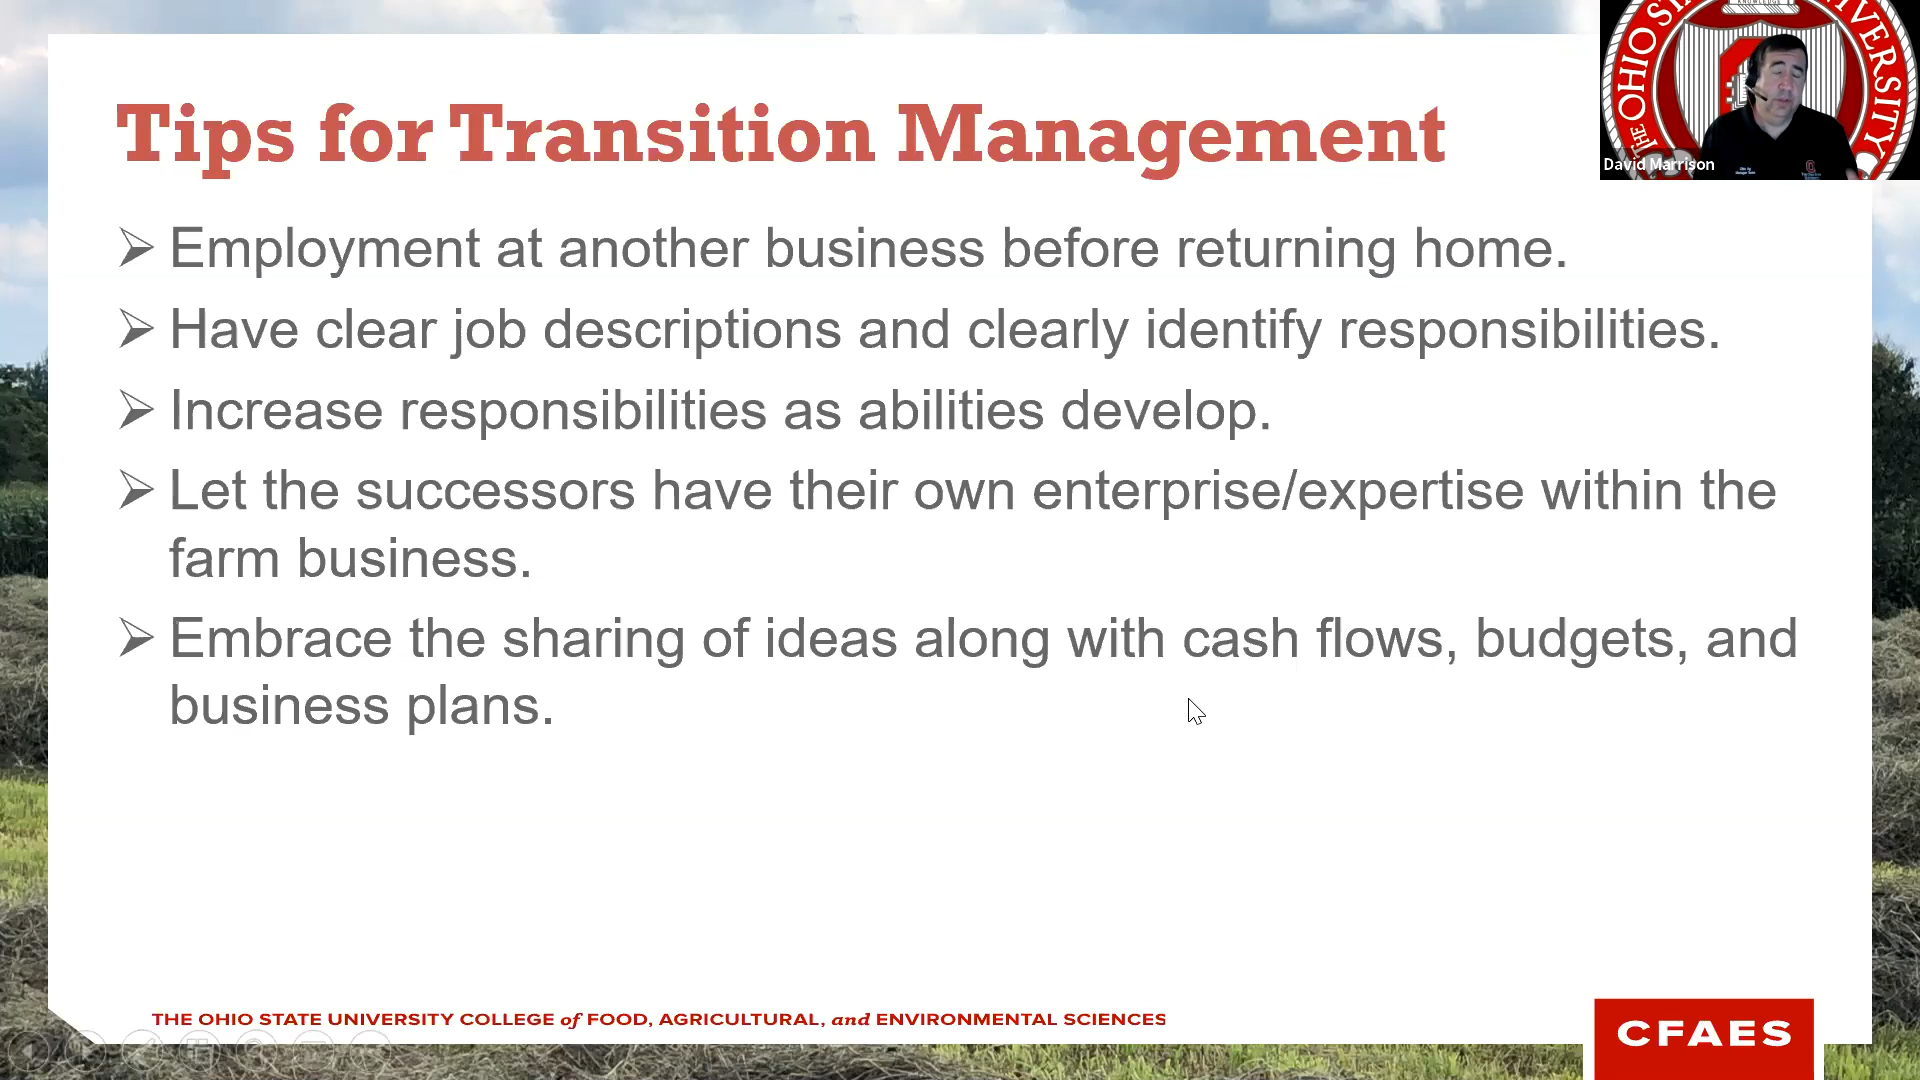 Tips for Transition Management
Employment at another business before returning home.
Have clear job descriptions and clearly identify responsibilities.
Increase responsibilities as abilities develop.
Let the successors have their own enterprise/expertise within the
farm business.
Embrace the sharing of ideas along with cash flows, budgets, and
business plans.
THE OHIO STATE UNIVERSITY COLLEGE of FOOD, AGRICULTURAL, and ENVIRONMENTAL SCIENCES
CFAES
David Marrison